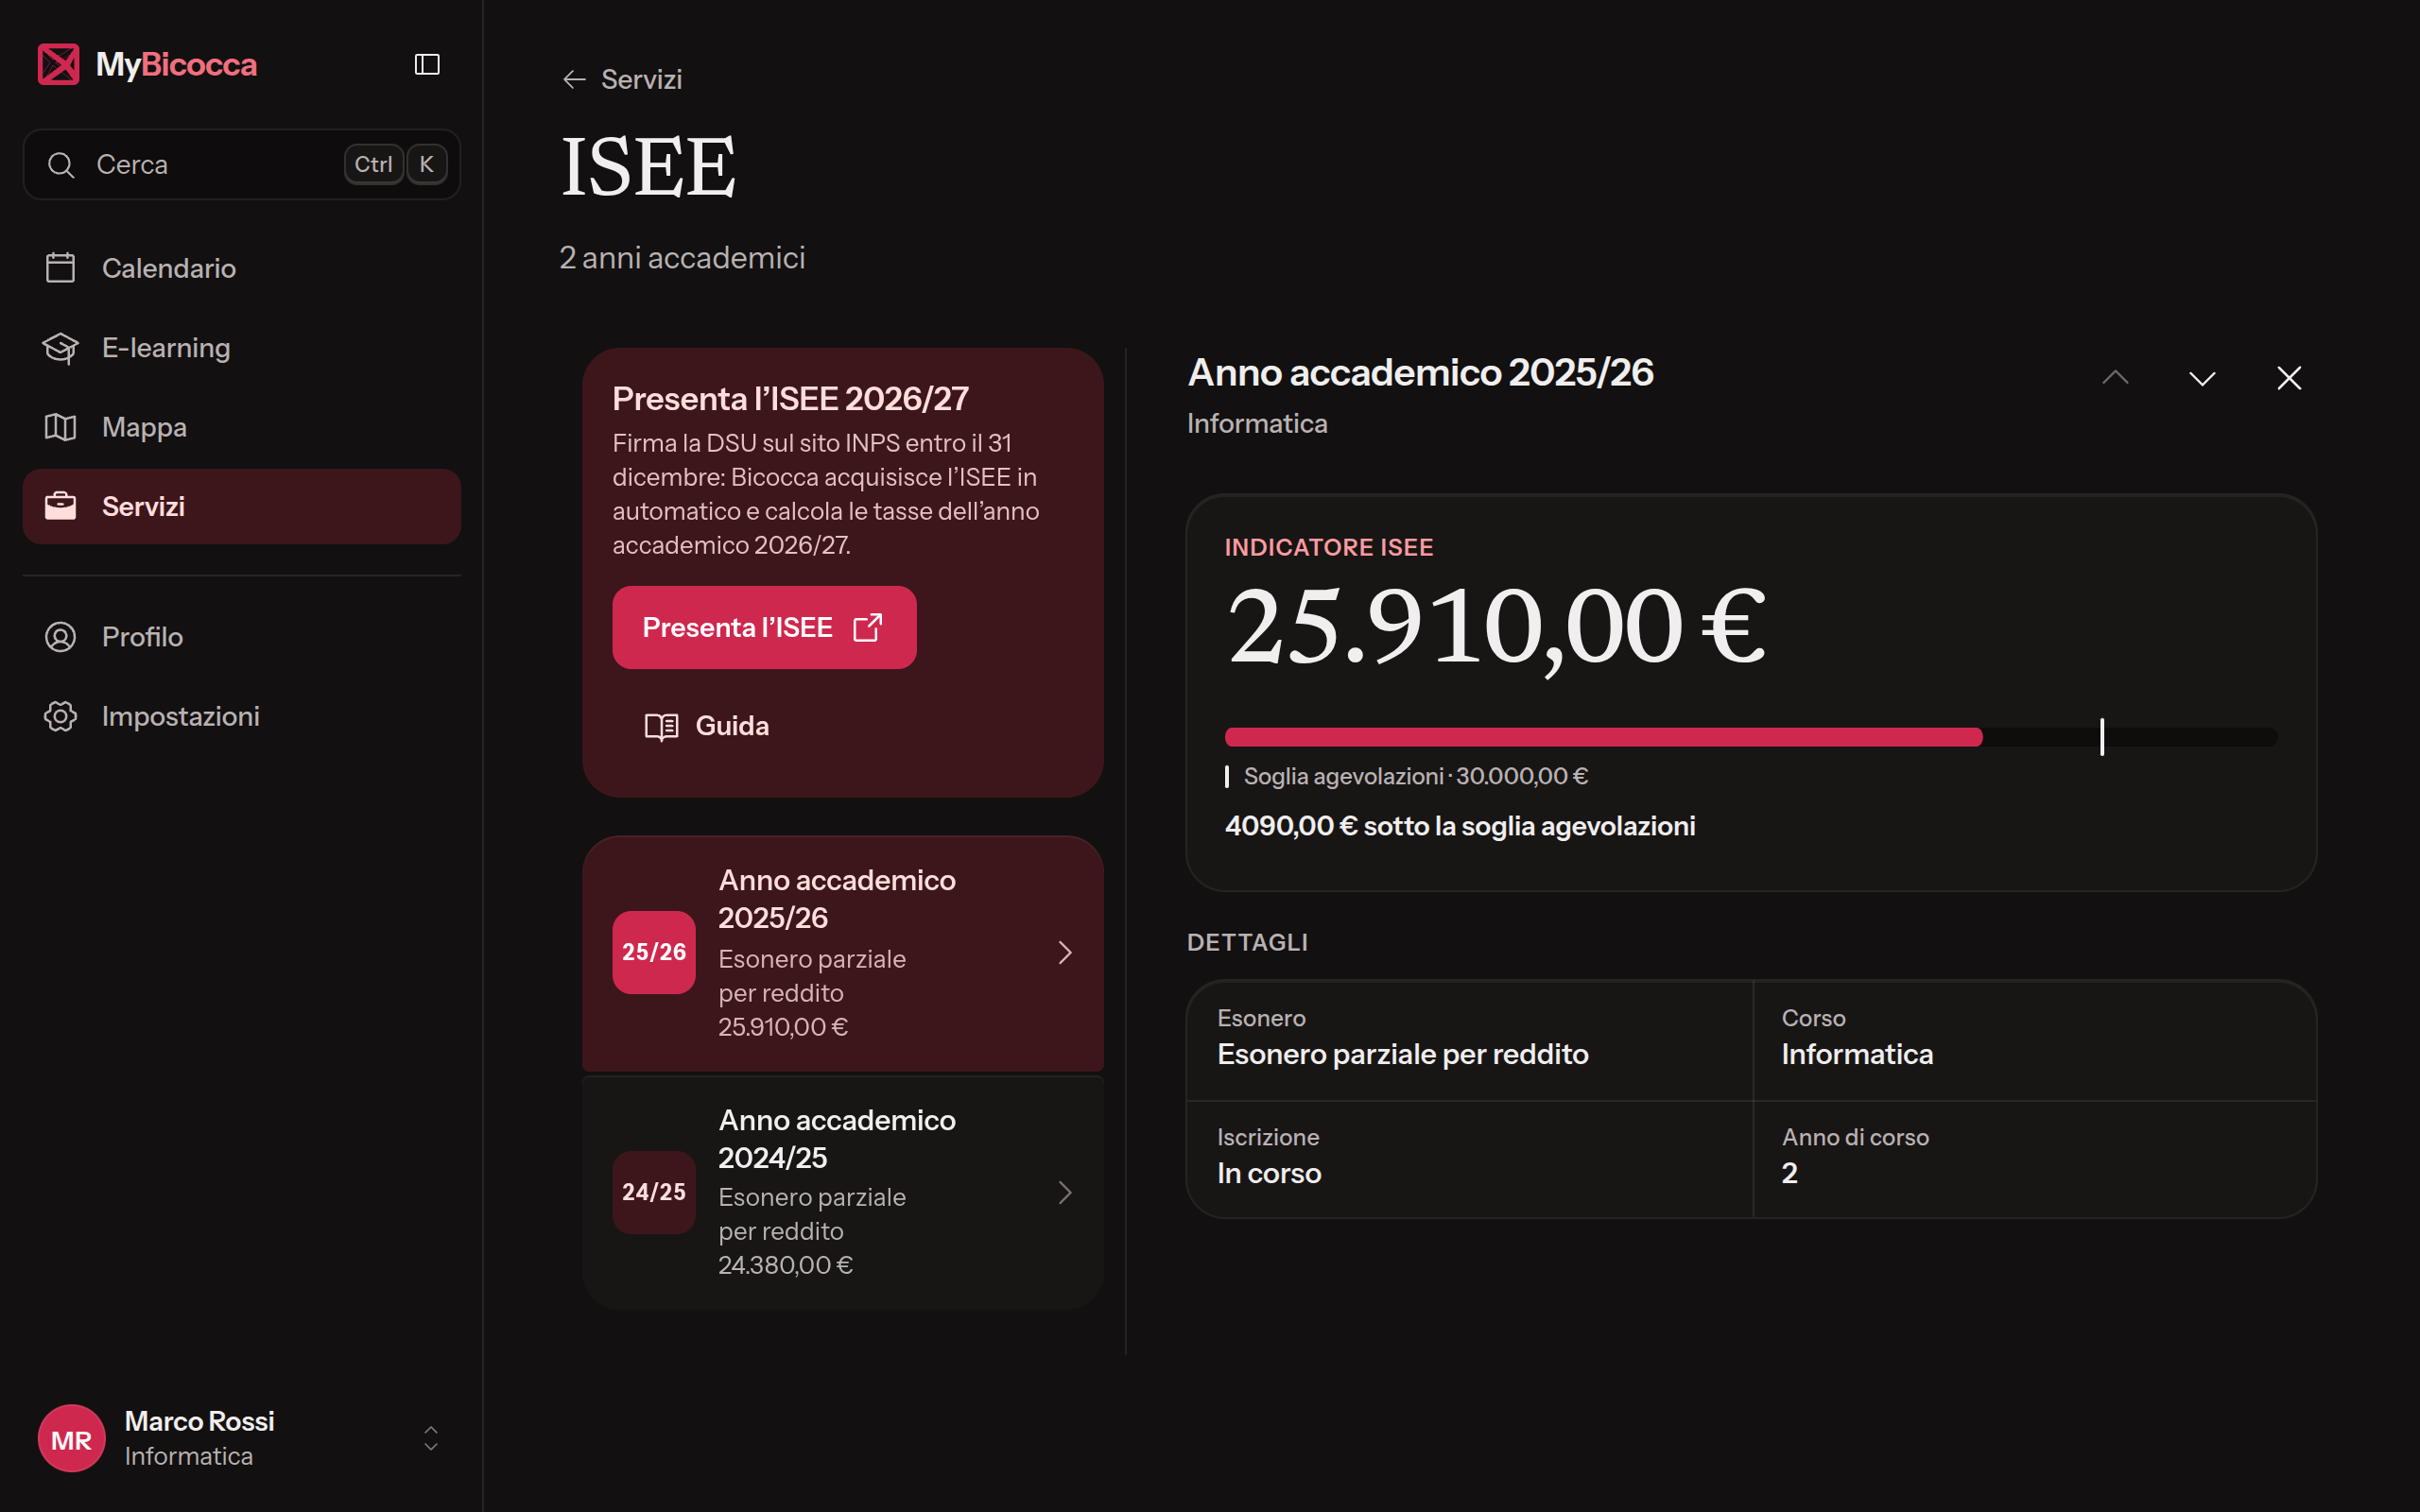 MyBicocca
Cerca
Ctrl K
Calendario
E-learning
Mappa
Servizi
Profilo
Impostazioni
MR
Marco Rossi
Informatica
Servizi
ISEE
2 anni accademici
Presenta l’ISEE 2026/27
Firma la DSU sul sito INPS entro il 31
dicembre: Bicocca acquisisce l’ISEE in
automatico e calcola le tasse dell’anno
accademico 2026/27.
Presenta l’ISEE
Guida
25/26
Anno accademico
2025/26
Esonero parziale
per reddito
25.910,00 €
24/25
Anno accademico
2024/25
Esonero parziale
per reddito
24.380,00 €
Anno accademico 2025/26
Informatica
INDICATORE ISEE
25.910,00 €
Soglia agevolazioni · 30.000,00 €
4090,00 € sotto la soglia agevolazioni
DETTAGLI
Esonero
Esonero parziale per reddito
Corso
Informatica
Iscrizione
In corso
Anno di corso
2